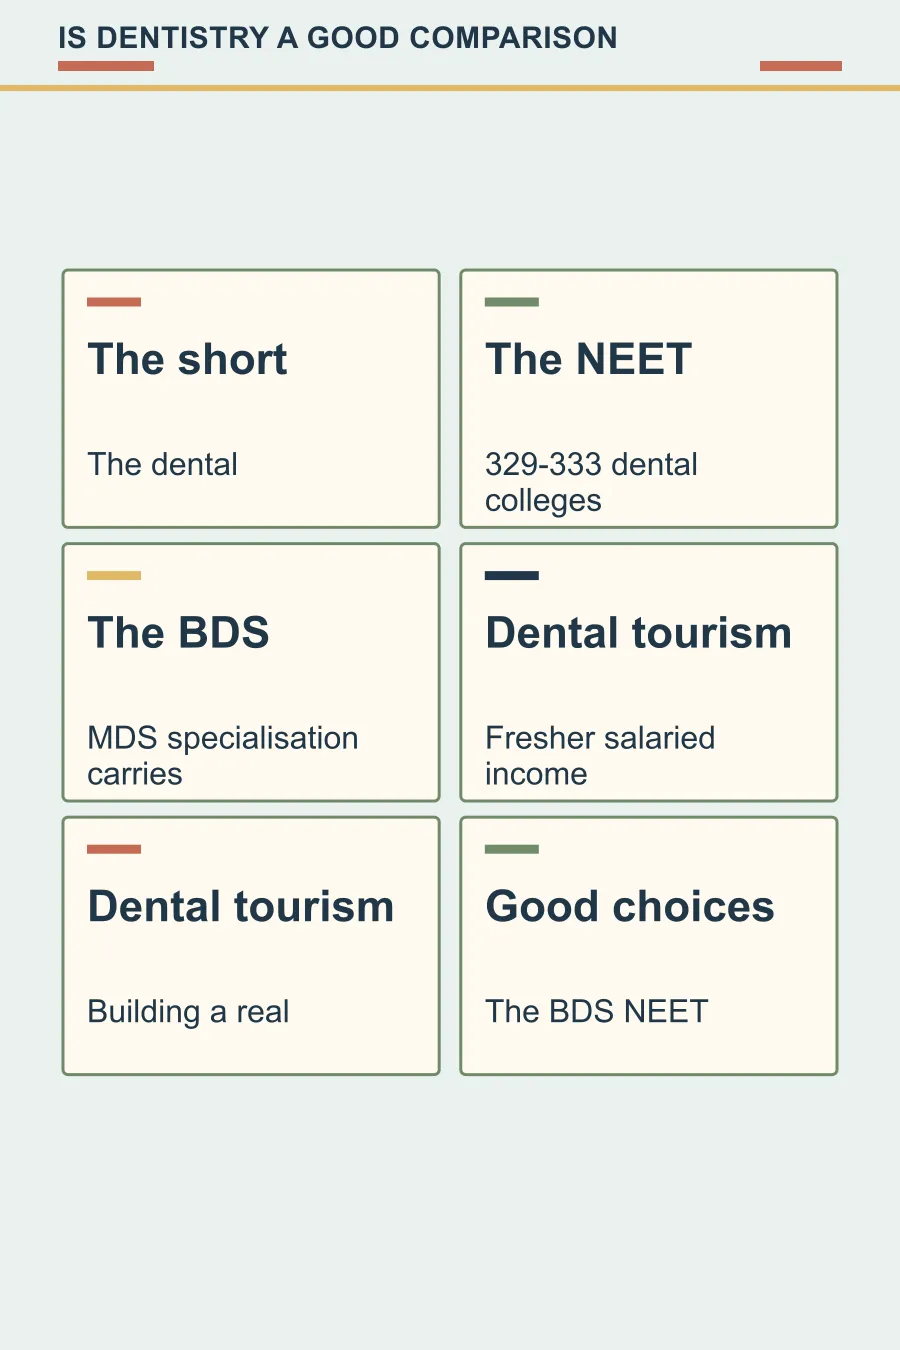 IS DENTISTRY A GOOD COMPARISON
The short
The dental
The NEET
329-333 dental
colleges
The BDS
MDS specialisation
carries
Dental tourism
Fresher salaried
income
Dental tourism
Building a real
Good choices
The BDS NEET